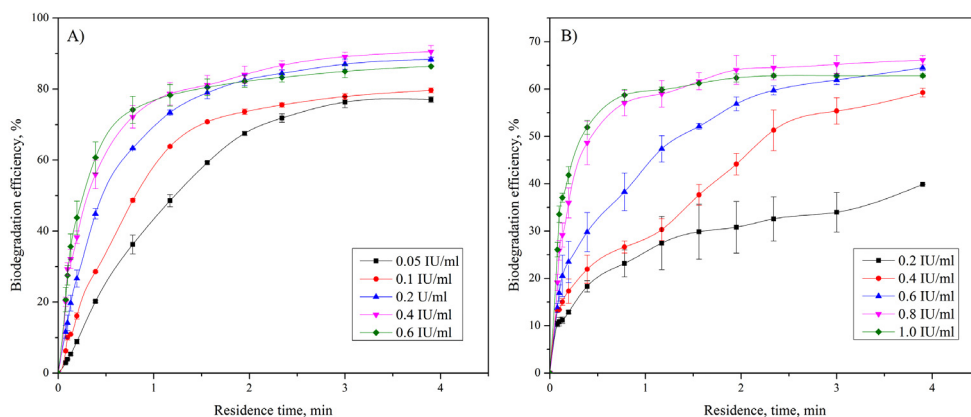 A)
Biodegradation efficiency, %
100
80
60
40
20
0
0.05 IU/ml
0.1 IU/ml
0.2 U/ml
0.4 IU/ml
0.6 IU/ml
0 1 2 3 4
Residence time, min
B)
Biodegradation efficiency, %
70
60
50
40
30
20
10
0
0.2 IU/ml
0.4 IU/ml
0.6 IU/ml
0.8 IU/ml
1.0 IU/ml
0 1 2 3 4
Residence time, min